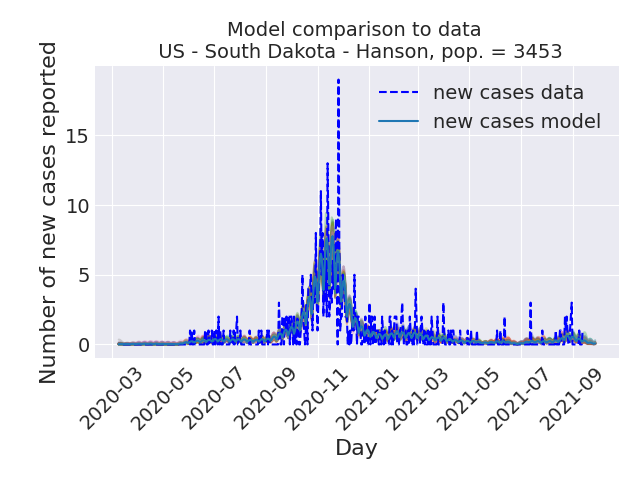 Model comparison to data
US - South Dakota - Hanson, pop. = 3453
new cases data
new cases model
Number of new cases reported
15
10
5
0
2020-03
2020-05
2020-07
2020-09
2020-11
2021-01
2021-03
2021-05
2021-07
2021-09
Day